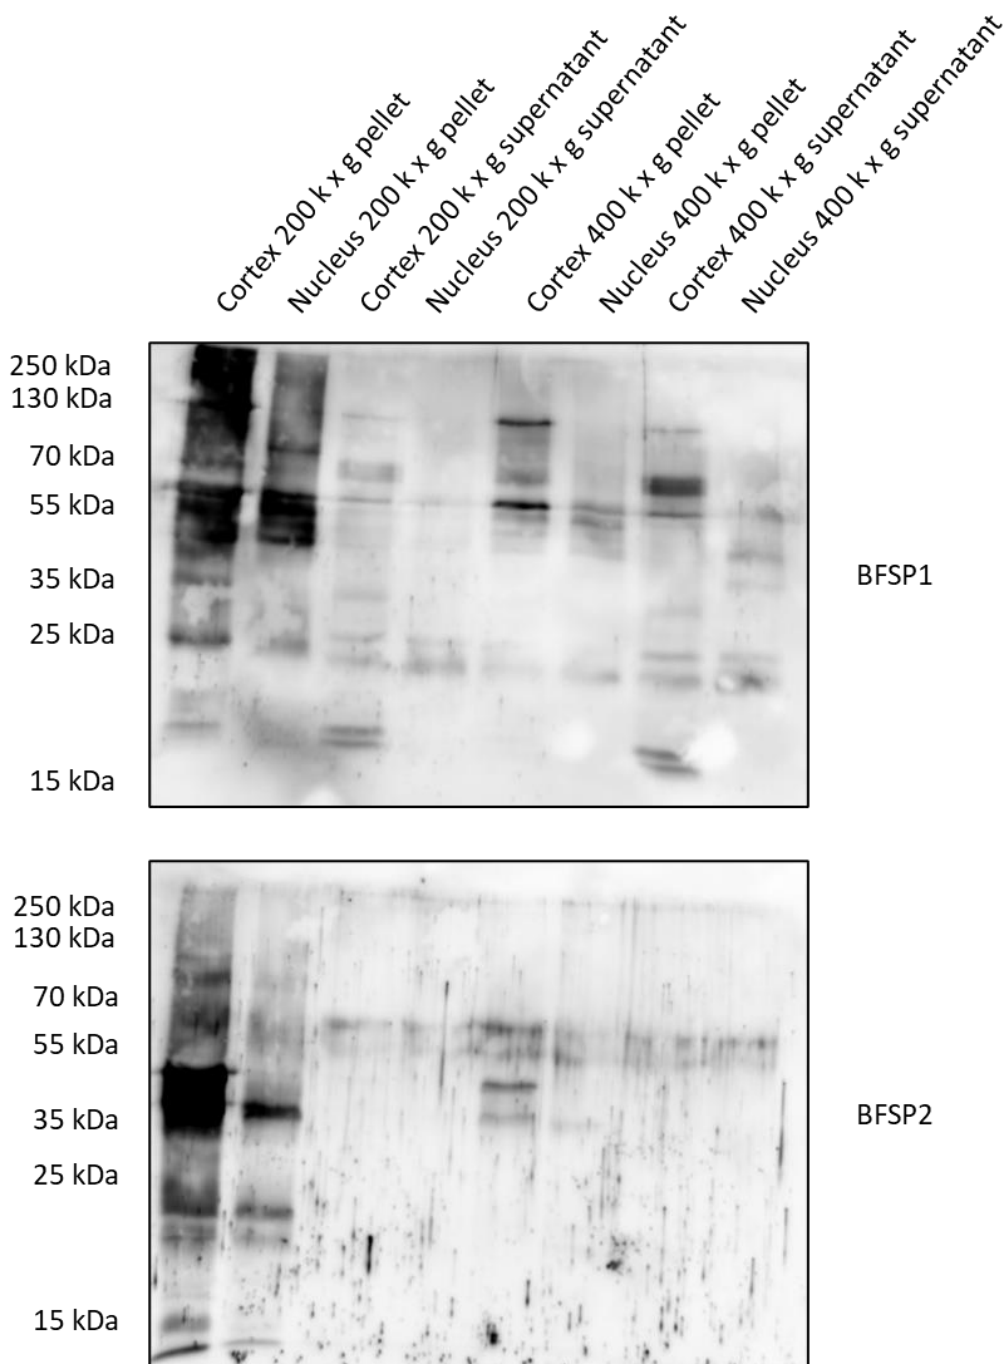 Cortex 200 k x g pellet
Nucleus 200 k x g pellet
Cortex 200 k x g supernatant
Nucleus 200 k x g supernatant
Cortex 400 k x g pellet
Nucleus 400 k x g pellet
Cortex 400 k x g supernatant
Nucleus 400 k x g supernatant
250 kDa
130 kDa
70 kDa
55 kDa
35 kDa
25 kDa
15 kDa
BFSP1
250 kDa
130 kDa
70 kDa
55 kDa
35 kDa
25 kDa
15 kDa
BFSP2